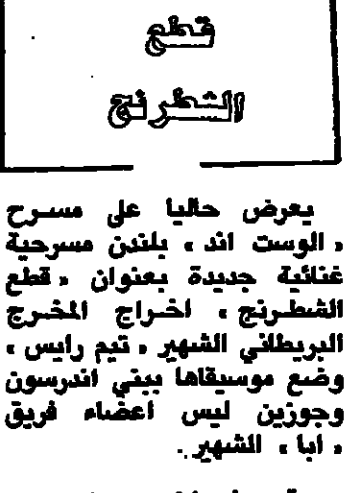 قطع
الشطرنج
يعرض حاليا على مسرح
« الوست اند » بلندن مسرحية
غنائية جديدة بعنوان « قطع
الشطرنج » اخراج المخرج
البريطاني الشهير « تيم رايس »
وضع موسيقاها بيني اندرسون
وجوزين ليس اعضاء فريق
« ابا » الشهير .